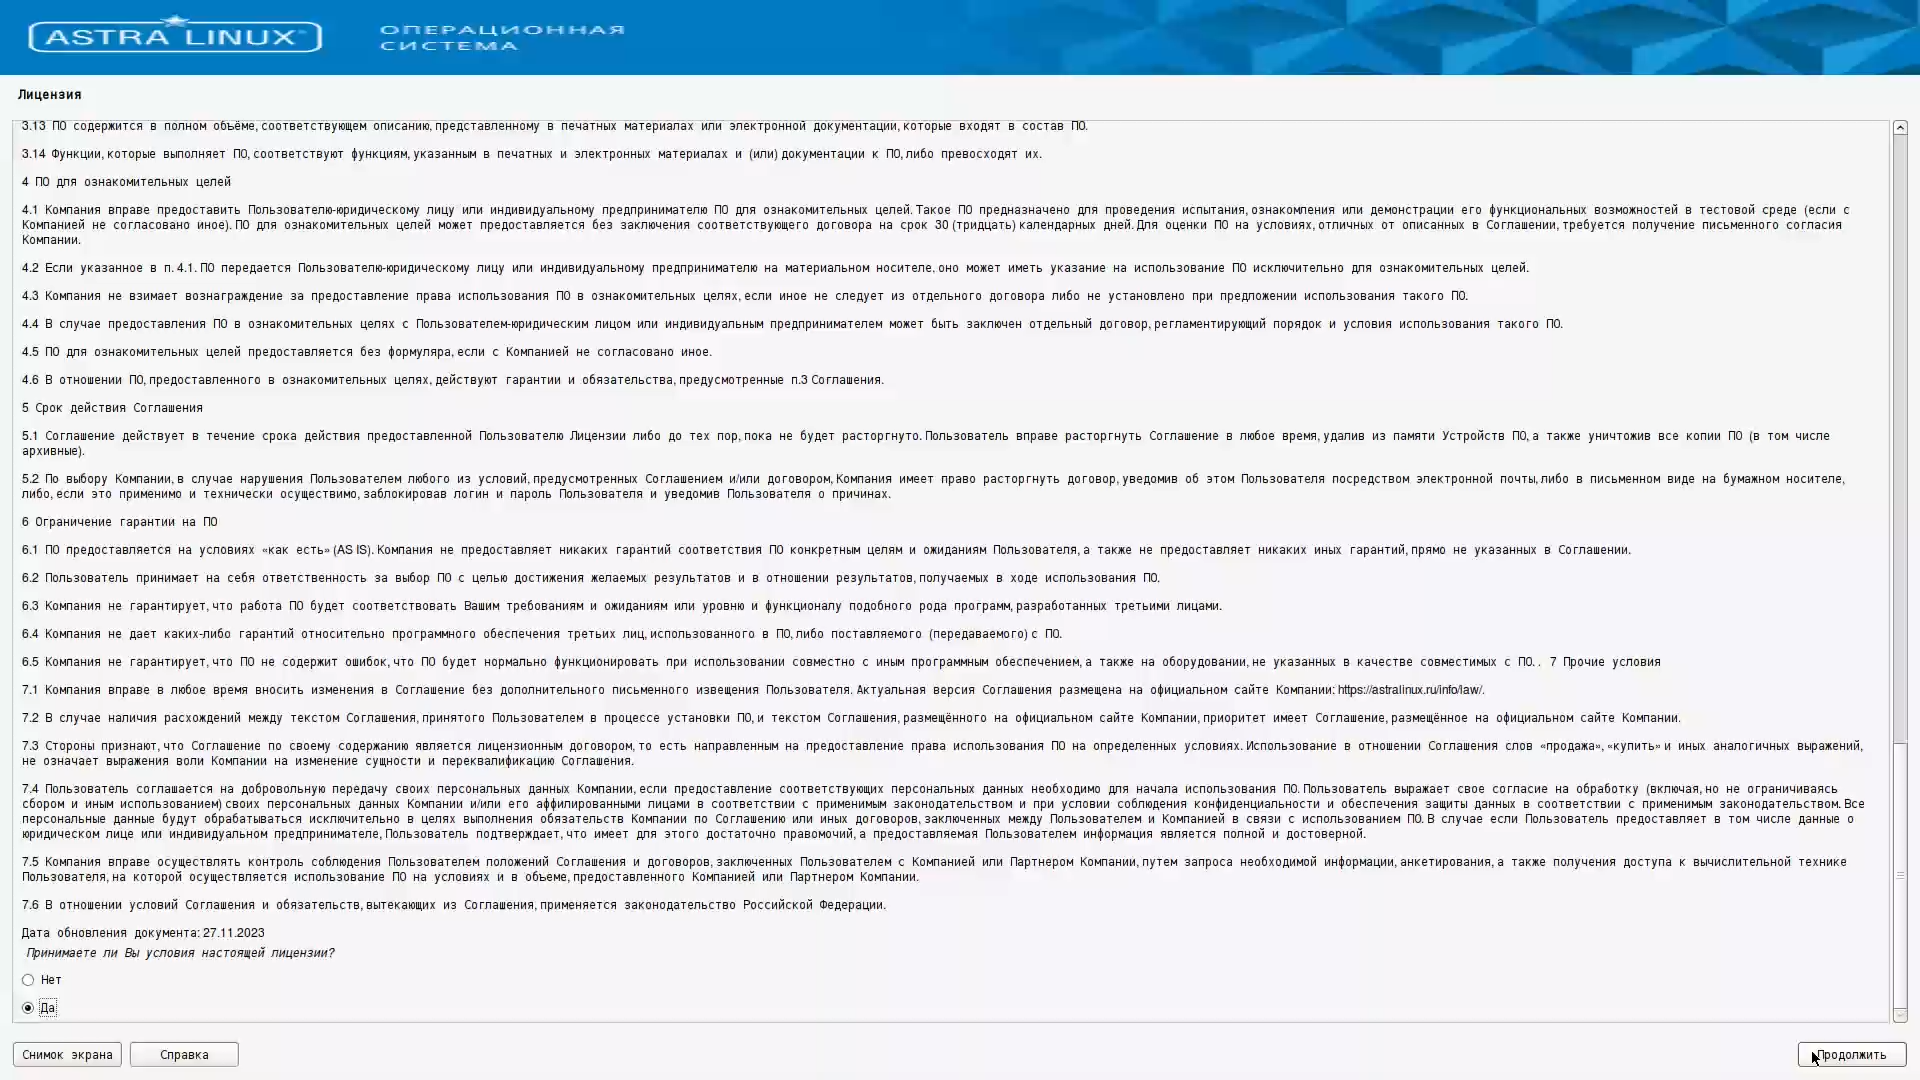 ASTRA LINUX
ОПЕРАЦИОННАЯ
СИСТЕМА
Лицензия
3.13 ПО содержится в полном объёме, соответствующем описанию, представленному в печатных материалах или электронной документации, которые входят в состав ПО.
3.14 Функции, которые выполняет ПО, соответствуют функциям, указанным в печатных и электронных материалах и (или) документации к ПО, либо превосходят их.
4 ПО для ознакомительных целей
4.1 Компания вправе предоставить Пользователю-юридическому лицу или индивидуальному предпринимателю ПО для ознакомительных целей. Такое ПО предназначено для проведения испытания, ознакомления или демонстрации его функциональных возможностей в тестовой среде (если с
Компанией не согласовано иное). ПО для ознакомительных целей может предоставляется без заключения соответствующего договора на срок 30 (тридцать) календарных дней. Для оценки ПО на условиях, отличных от описанных в Соглашении, требуется получение письменного согласия
Компании.
4.2 Если указанное в п. 4.1. ПО передается Пользователю-юридическому лицу или индивидуальному предпринимателю на материальном носителе, оно может иметь указание на использование ПО исключительно для ознакомительных целей.
4.3 Компания не взимает вознаграждение за предоставление права использования ПО в ознакомительных целях, если иное не следует из отдельного договора либо не установлено при предложении использования такого ПО.
4.4 В случае предоставления ПО в ознакомительных целях с Пользователем-юридическим лицом или индивидуальным предпринимателем может быть заключен отдельный договор, регламентирующий порядок и условия использования такого ПО.
4.5 ПО для ознакомительных целей предоставляется без формуляра, если с Компанией не согласовано иное.
4.6 В отношении ПО, предоставленного в ознакомительных целях, действуют гарантии и обязательства, предусмотренные п.3 Соглашения.
5 Срок действия Соглашения
5.1 Соглашение действует в течение срока действия предоставленной Пользователю Лицензии либо до тех пор, пока не будет расторгнуто. Пользователь вправе расторгнуть Соглашение в любое время, удалив из памяти Устройств ПО, а также уничтожив все копии ПО (в том числе
архивные).
5.2 По выбору Компании, в случае нарушения Пользователем любого из условий, предусмотренных Соглашением и/или договором, Компания имеет право расторгнуть договор, уведомив об этом Пользователя посредством электронной почты, либо в письменном виде на бумажном носителе,
либо, если это применимо и технически осуществимо, заблокировав логин и пароль Пользователя и уведомив Пользователя о причинах.
6 Ограничение гарантии на ПО
6.1 ПО предоставляется на условиях «как есть» (AS IS). Компания не предоставляет никаких гарантий соответствия ПО конкретным целям и ожиданиям Пользователя, а также не предоставляет никаких иных гарантий, прямо не указанных в Соглашении.
6.2 Пользователь принимает на себя ответственность за выбор ПО с целью достижения желаемых результатов и в отношении результатов, получаемых в ходе использования ПО.
6.3 Компания не гарантирует, что работа ПО будет соответствовать Вашим требованиям и ожиданиям или уровню и функционалу подобного рода программ, разработанных третьими лицами.
6.4 Компания не дает каких-либо гарантий относительно программного обеспечения третьих лиц, использованного в ПО, либо поставляемого (передаваемого) с ПО.
6.5 Компания не гарантирует, что ПО не содержит ошибок, что ПО будет нормально функционировать при использовании совместно с иным программным обеспечением, а также на оборудовании, не указанных в качестве совместимых с ПО. . 7 Прочие условия
7.1 Компания вправе в любое время вносить изменения в Соглашение без дополнительного письменного извещения Пользователя. Актуальная версия Соглашения размещена на официальном сайте Компании: https://astralinux.ru/info/law/.
7.2 В случае наличия расхождений между текстом Соглашения, принятого Пользователем в процессе установки ПО, и текстом Соглашения, размещённого на официальном сайте Компании, приоритет имеет Соглашение, размещённое на официальном сайте Компании.
7.3 Стороны признают, что Соглашение по своему содержанию является лицензионным договором, то есть направленным на предоставление права использования ПО на определенных условиях. Использование в отношении Соглашения слов «продажа», «купить» и иных аналогичных выражений,
не означает выражения воли Компании на изменение сущности и переквалификацию Соглашения.
7.4 Пользователь соглашается на добровольную передачу своих персональных данных Компании, если предоставление соответствующих персональных данных необходимо для начала использования ПО. Пользователь выражает свое согласие на обработку (включая, но не ограничиваясь
сбором и иным использованием) своих персональных данных Компании и/или его аффилированными лицами в соответствии с применимым законодательством и при условии соблюдения конфиденциальности и обеспечения защиты данных в соответствии с применимым законодательством. Все
персональные данные будут обрабатываться исключительно в целях выполнения обязательств Компании по Соглашению или иных договоров, заключенных между Пользователем и Компанией в связи с использованием ПО. В случае если Пользователь предоставляет в том числе данные о
юридическом лице или индивидуальном предпринимателе, Пользователь подтверждает, что имеет для этого достаточно правомочий, а предоставляемая Пользователем информация является полной и достоверной.
7.5 Компания вправе осуществлять контроль соблюдения Пользователем положений Соглашения и договоров, заключенных Пользователем с Компанией или Партнером Компании, путем запроса необходимой информации, анкетирования, а также получения доступа к вычислительной технике
Пользователя, на которой осуществляется использование ПО на условиях и в объеме, предоставленного Компанией или Партнером Компании.
7.6 В отношении условий Соглашения и обязательств, вытекающих из Соглашения, применяется законодательство Российской Федерации.
Дата обновления документа: 27.11.2023
Принимаете ли Вы условия настоящей лицензии?
Нет
Да
Снимок экрана
Справка
Продолжить